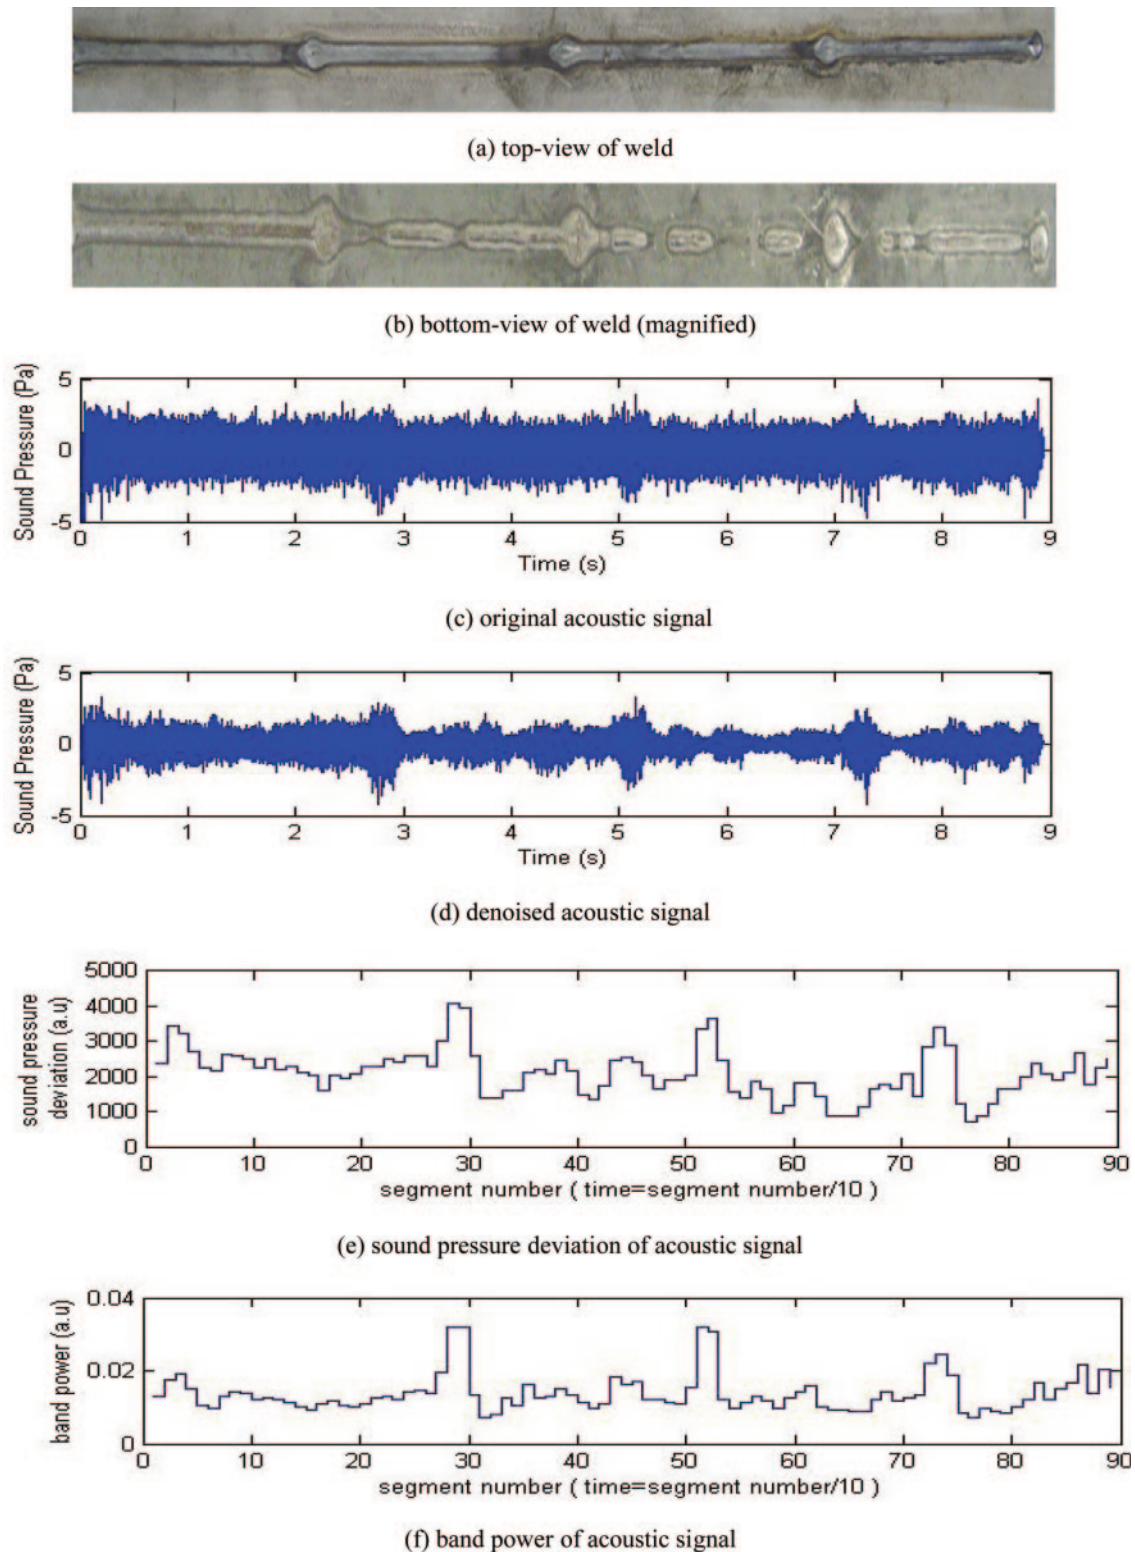 (a) top-view of weld
(b) bottom-view of weld (magnified)
Sound Pressure (Pa)
5
0
-5
0 1 2 3 4 5 6 7 8 9
Time (s)
(c) original acoustic signal
Sound Pressure (Pa)
5
0
-5
0 1 2 3 4 5 6 7 8 9
Time (s)
(d) denoised acoustic signal
sound pressure
deviation (a.u)
5000
4000
3000
2000
1000
0
0 10 20 30 40 50 60 70 80 90
segment number ( time=segment number/10 )
(e) sound pressure deviation of acoustic signal
band power (a.u)
0.04
0.02
0
0 10 20 30 40 50 60 70 80 90
segment number ( time=segment number/10 )
(f) band power of acoustic signal